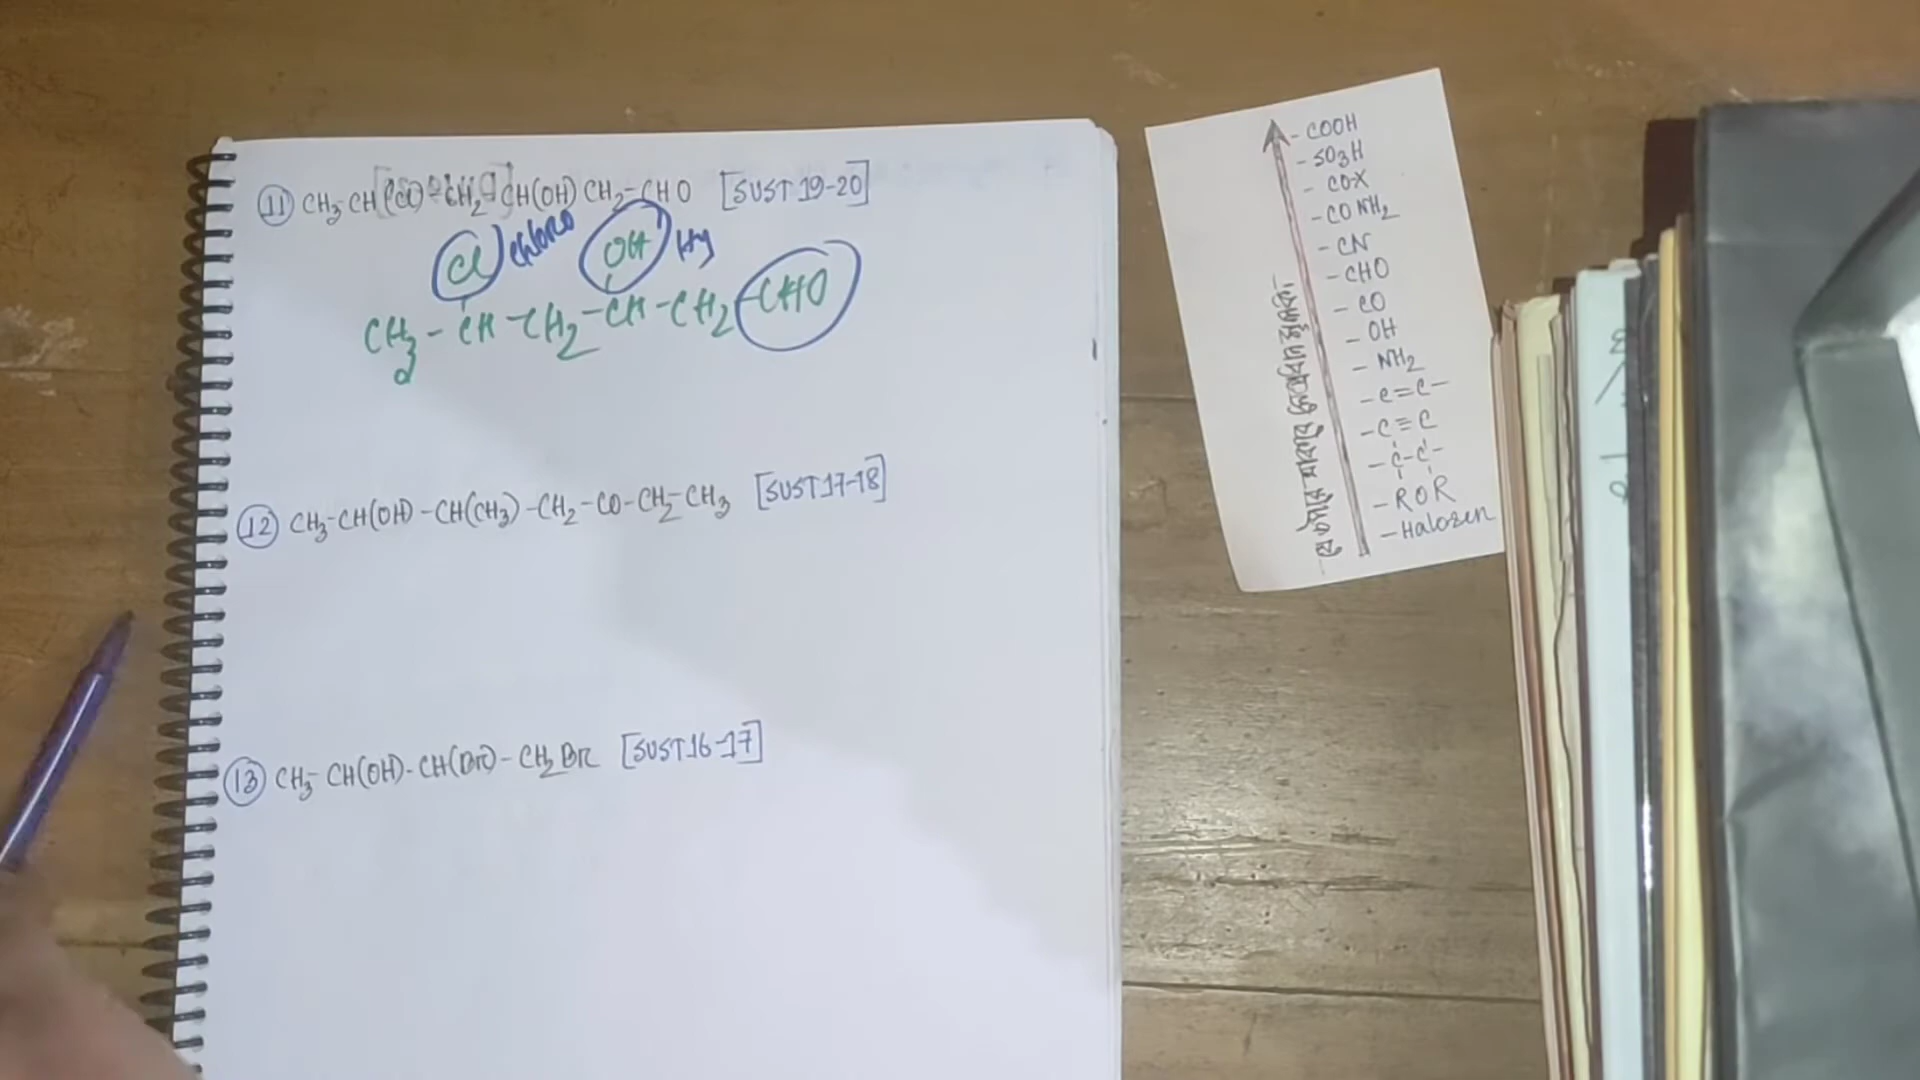 ⑪ CH₃-CH(Cl)-CH₂-CH(OH) CH₂-CHO [SUST 19-20]
Cl chloro OH Hy
CH₃-CH-CH₂-CH-CH₂-CHO
⑫ CH₃-CH(OH)-CH(CH₃)-CH₂-CO-CH₂-CH₃ [SUST 17-18]
⑬ CH₃-CH(OH)-CH(Br)-CH₂Br [SUST 16-17]
-COOH
-SO₃H
-COX
-CONH₂
-CN
-CHO
-CO
-OH
-NH₂
-C=C-
-C≡C
-C-C-
-ROR
-Halozen